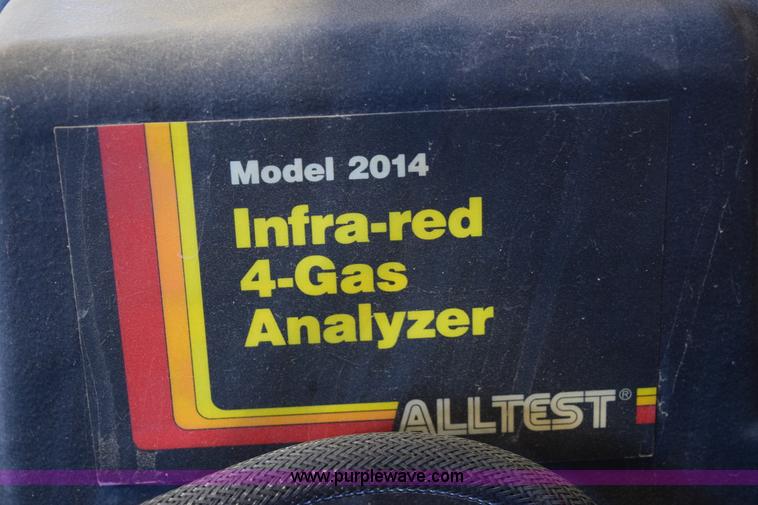 Model 2014
Infra-red
4-Gas
Analyzer
ALLTEST®
www.purplewave.com